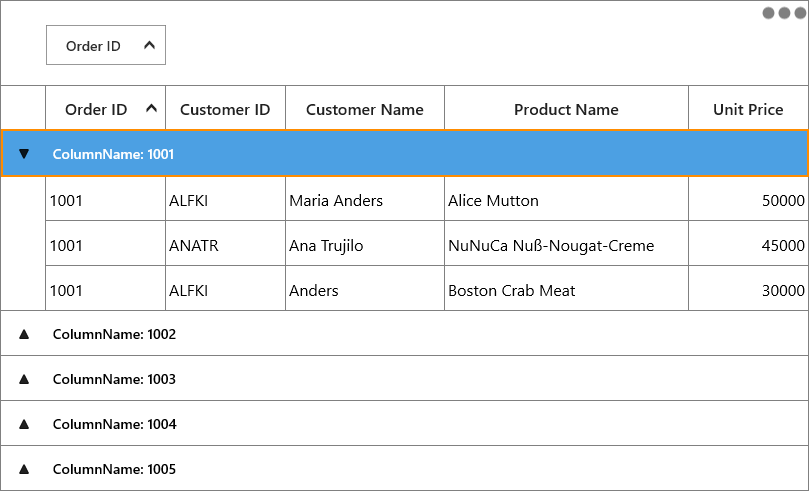 Order ID
Order ID Customer ID Customer Name Product Name Unit Price
ColumnName: 1001
1001 ALFKI Maria Anders Alice Mutton 50000
1001 ANATR Ana Trujilo NuNuCa Nuß-Nougat-Creme 45000
1001 ALFKI Anders Boston Crab Meat 30000
ColumnName: 1002
ColumnName: 1003
ColumnName: 1004
ColumnName: 1005